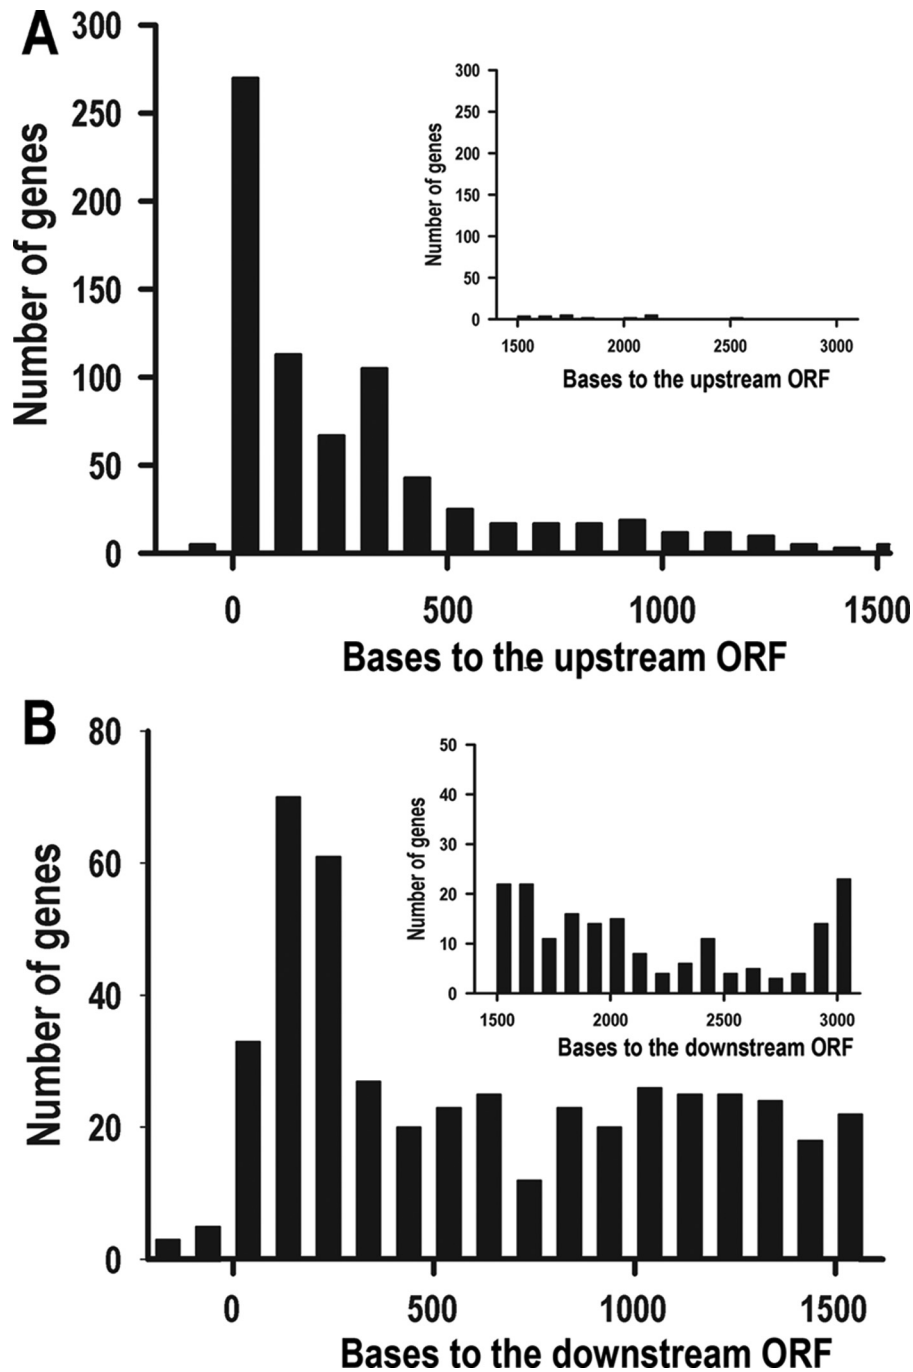 A
300
250
200
150
100
50
0
Number of genes
0 500 1000 1500
Bases to the upstream ORF
300
250
200
150
100
50
0
Number of genes
1500 2000 2500 3000
Bases to the upstream ORF
B
80
60
40
20
0
Number of genes
0 500 1000 1500
Bases to the downstream ORF
50
40
30
20
10
0
Number of genes
1500 2000 2500 3000
Bases to the downstream ORF